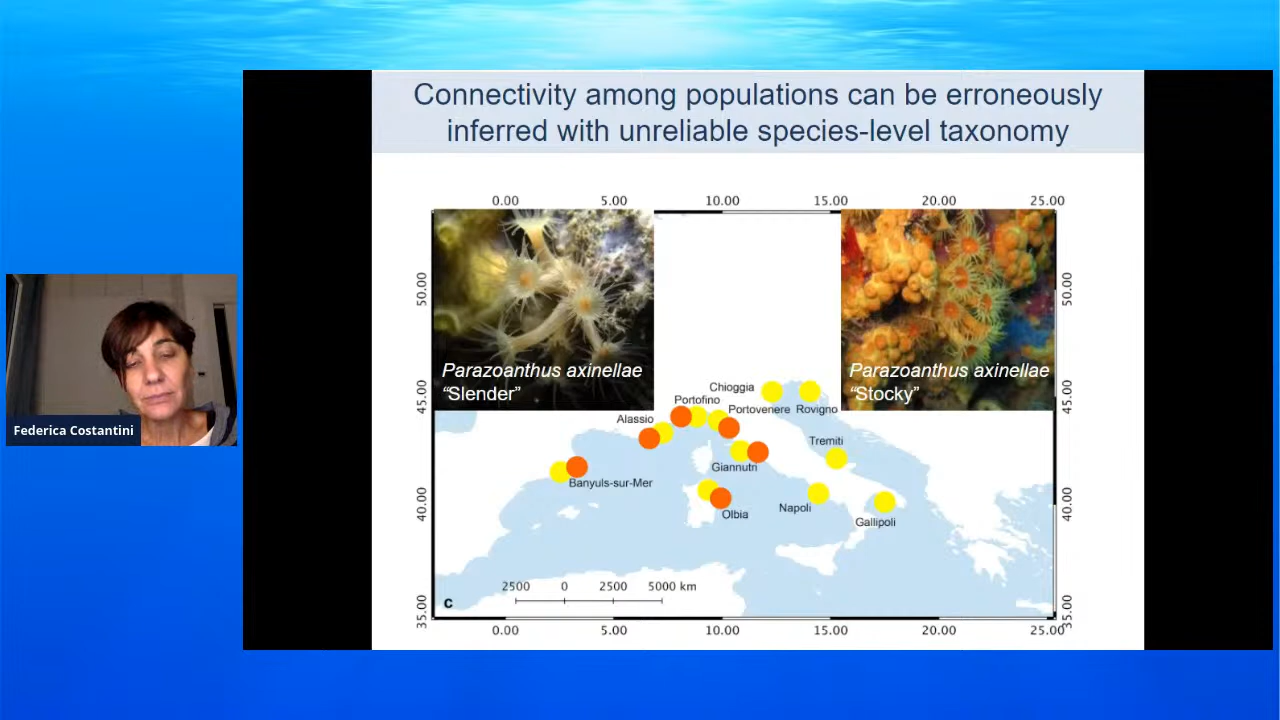 Connectivity among populations can be erroneously
inferred with unreliable species-level taxonomy
0.00 5.00 10.00 15.00 20.00 25.00
50.00 50.00
Parazoanthus axinellae
“Slender”
Parazoanthus axinellae
“Stocky”
45.00 45.00
Chioggia
Portofino
Portovenere
Rovigno
Alassio
Tremiti
Giannutri
Banyuls-sur-Mer
40.00 40.00
Olbia
Napoli
Gallipoli
2500 0 2500 5000 km
C
35.00 35.00
0.00 5.00 10.00 15.00 20.00 25.00
Federica Costantini